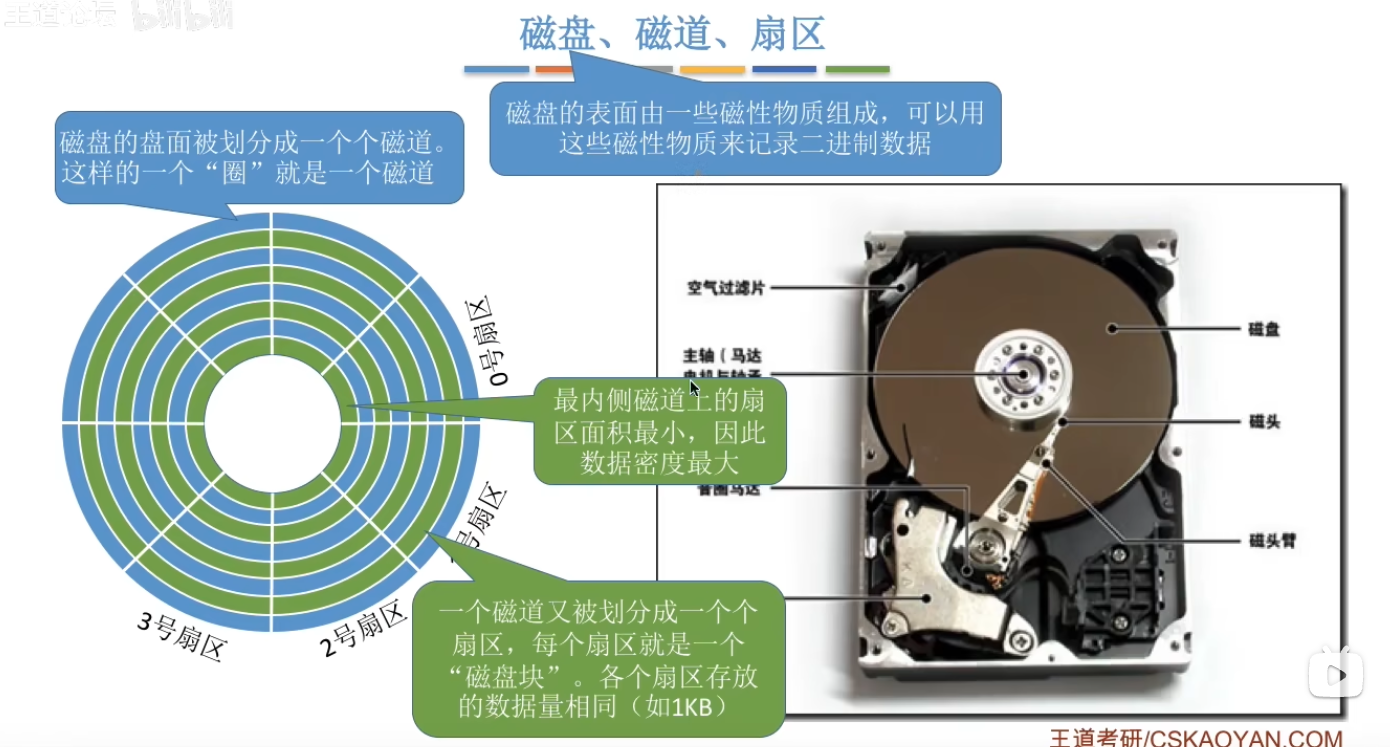 王道论坛 bilibili
磁盘、磁道、扇区
磁盘的表面由一些磁性物质组成，可以用
这些磁性物质来记录二进制数据
磁盘的盘面被划分成一个个磁道。
这样的一个“圈”就是一个磁道
空气过滤片
磁盘
0号扇区
主轴（马达
电机与轴承
最内侧磁道上的扇
区面积最小，因此
数据密度最大
磁头
音圈马达
号扇区
磁头臂
一个磁道又被划分成一个个
扇区，每个扇区就是一个
“磁盘块”。各个扇区存放
的数据量相同（如1KB）
3号扇区
2号扇区
王道考研/CSKAOYAN.COM